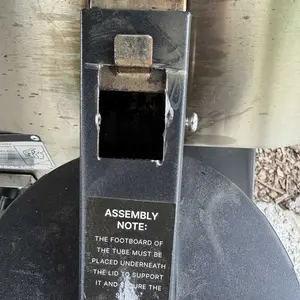 ASSEMBLY
NOTE:
THE FOOTBOARD OF
THE TUBE MUST BE
PLACED UNDERNEATH
THE LID TO SUPPORT
IT AND SECURE THE